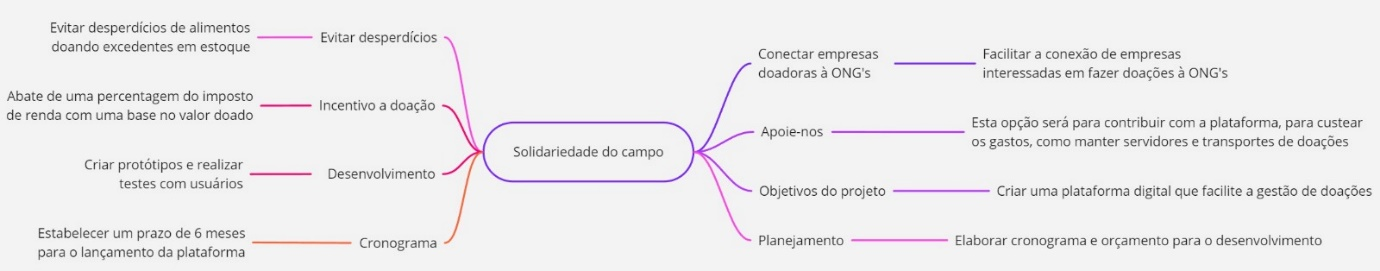 Evitar desperdícios de alimentos
doando excedentes em estoque
Evitar desperdícios
Abate de uma percentagem do imposto
de renda com uma base no valor doado
Incentivo a doação
Criar protótipos e realizar
testes com usuários
Desenvolvimento
Estabelecer um prazo de 6 meses
para o lançamento da plataforma
Cronograma
Solidariedade do campo
Conectar empresas
doadoras à ONG's
Facilitar a conexão de empresas
interessadas em fazer doações à ONG's
Apoie-nos
Esta opção será para contribuir com a plataforma, para custear
os gastos, como manter servidores e transportes de doações
Objetivos do projeto
Criar uma plataforma digital que facilite a gestão de doações
Planejamento
Elaborar cronograma e orçamento para o desenvolvimento